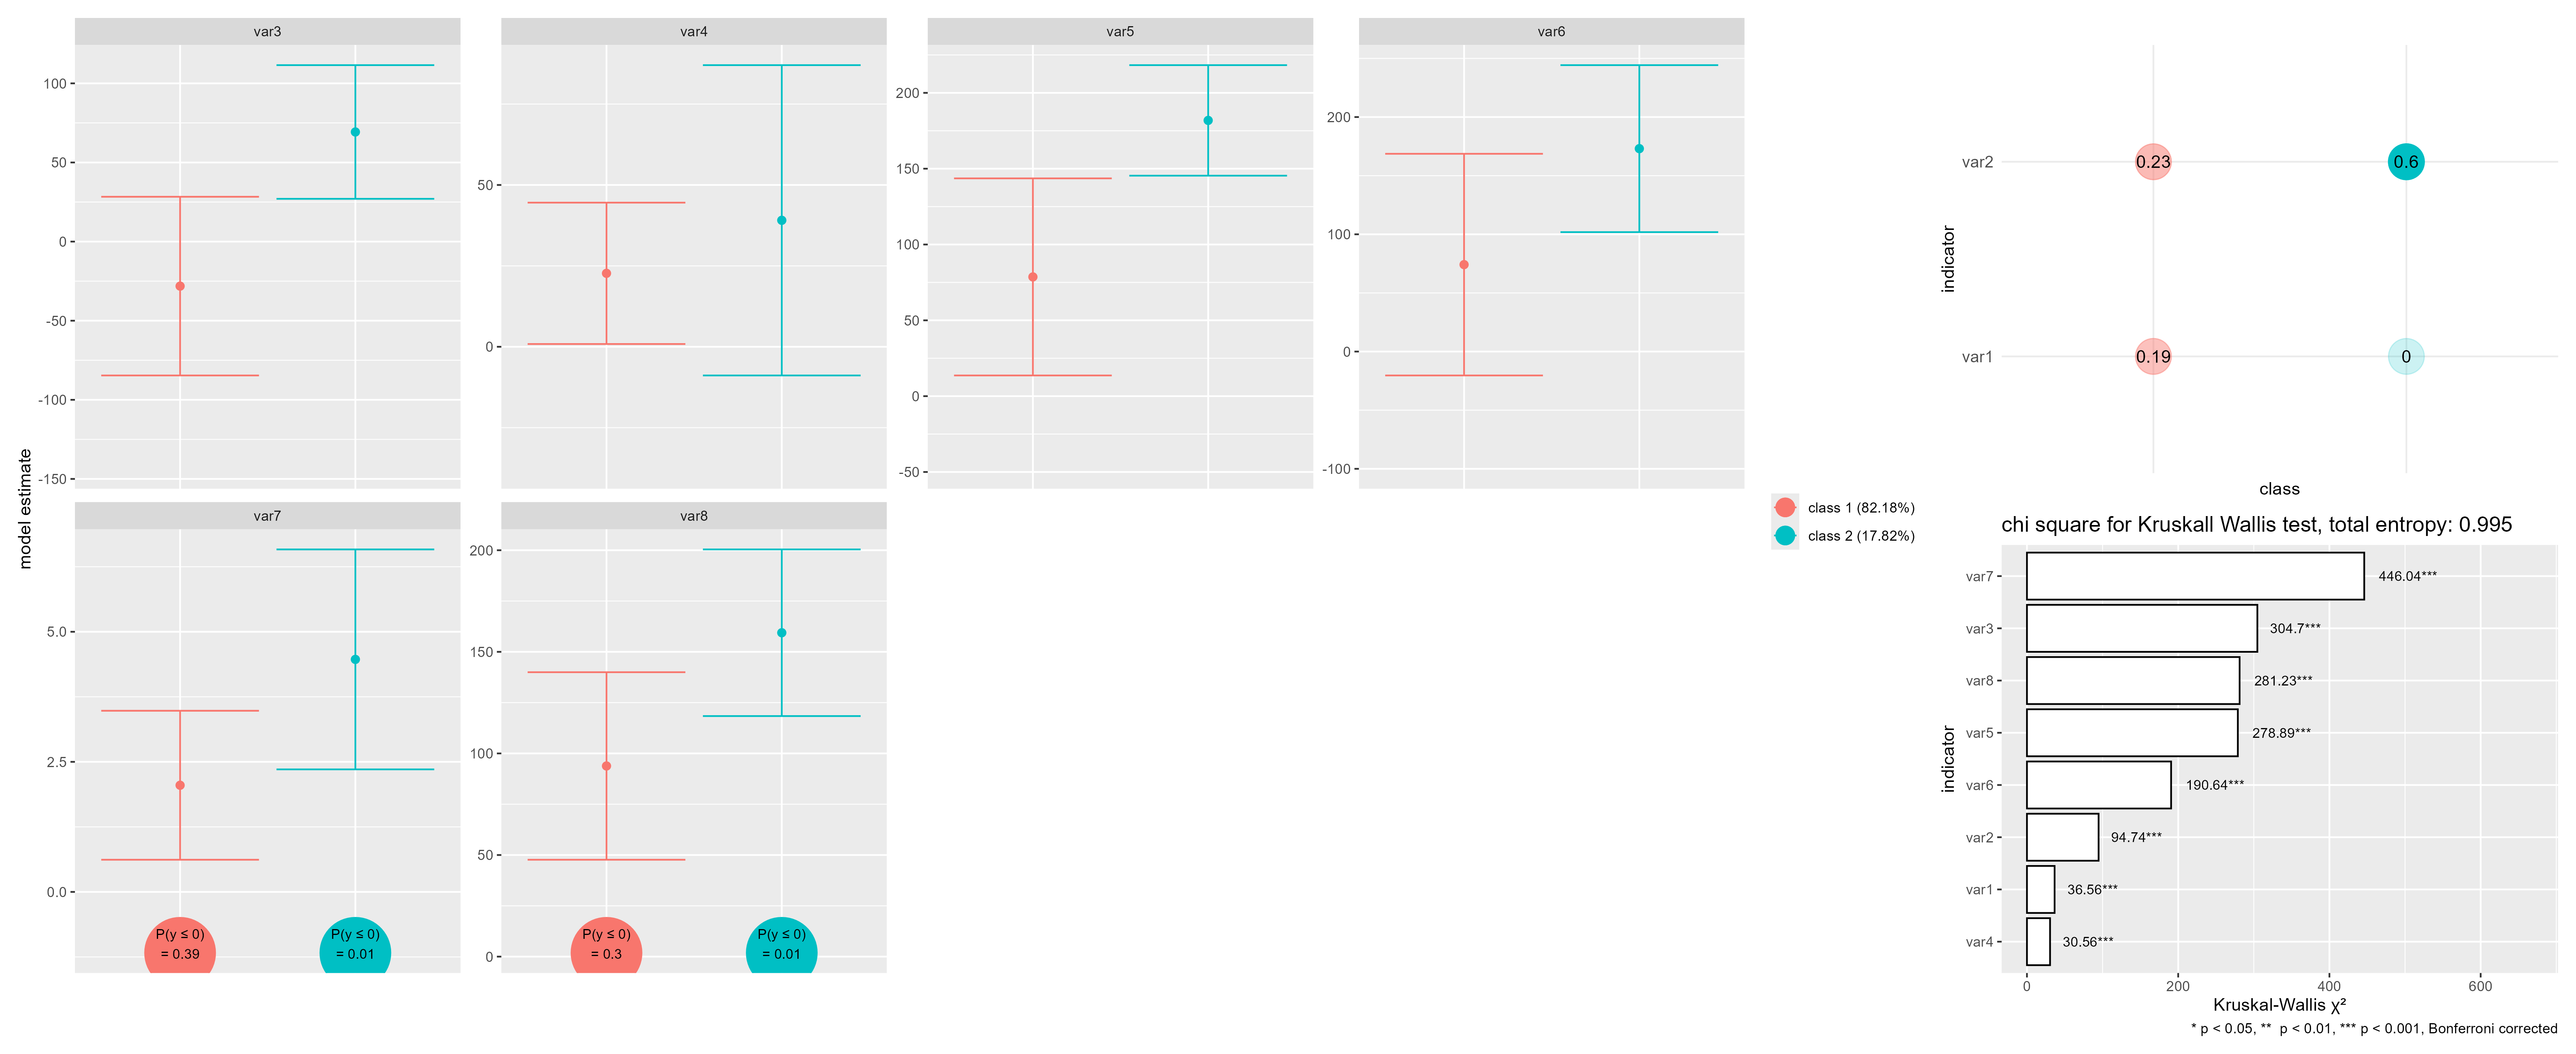 var3
var4
var5
var6
100
50
0
-50
-100
-150
50
0
200
150
100
50
0
-50
200
100
0
-100
model estimate
var7
var8
5.0
2.5
0.0
P(y ≤ 0)
= 0.39
P(y ≤ 0)
= 0.01
200
150
100
50
0
P(y ≤ 0)
= 0.3
P(y ≤ 0)
= 0.01
class 1 (82.18%)
class 2 (17.82%)
indicator
var2
0.23
0.6
var1
0.19
0
class
chi square for Kruskall Wallis test, total entropy: 0.995
indicator
var7
446.04***
var3
304.7***
var8
281.23***
var5
278.89***
var6
190.64***
var2
94.74***
var1
36.56***
var4
30.56***
0
200
400
600
Kruskal-Wallis χ²
* p < 0.05, ** p < 0.01, *** p < 0.001, Bonferroni corrected